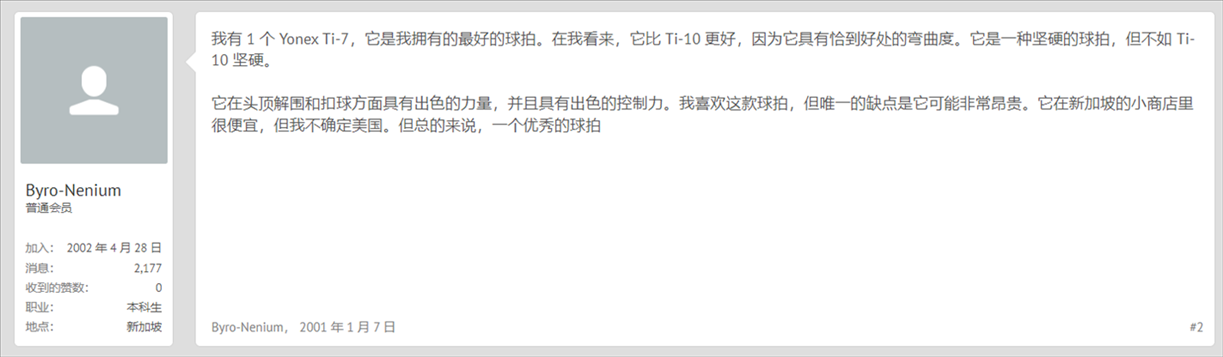 我有 1 个 Yonex Ti-7，它是我拥有的最好的球拍。在我看来，它比 Ti-10 更好，因为它具有恰到好处的弯曲度。它是一种坚硬的球拍，但不如 Ti-
10 坚硬。
它在头顶解围和扣球方面具有出色的力量，并且具有出色的控制力。我喜欢这款球拍，但唯一的缺点是它可能非常昂贵。它在新加坡的小商店里
很便宜，但我不确定美国。但总的来说，一个优秀的球拍
Byro-Nenium
普通会员
加入： 2002 年 4 月 28 日
消息： 2,177
收到的赞数： 0
职业： 本科生
地点： 新加坡
Byro-Nenium， 2001 年 1 月 7 日 #2